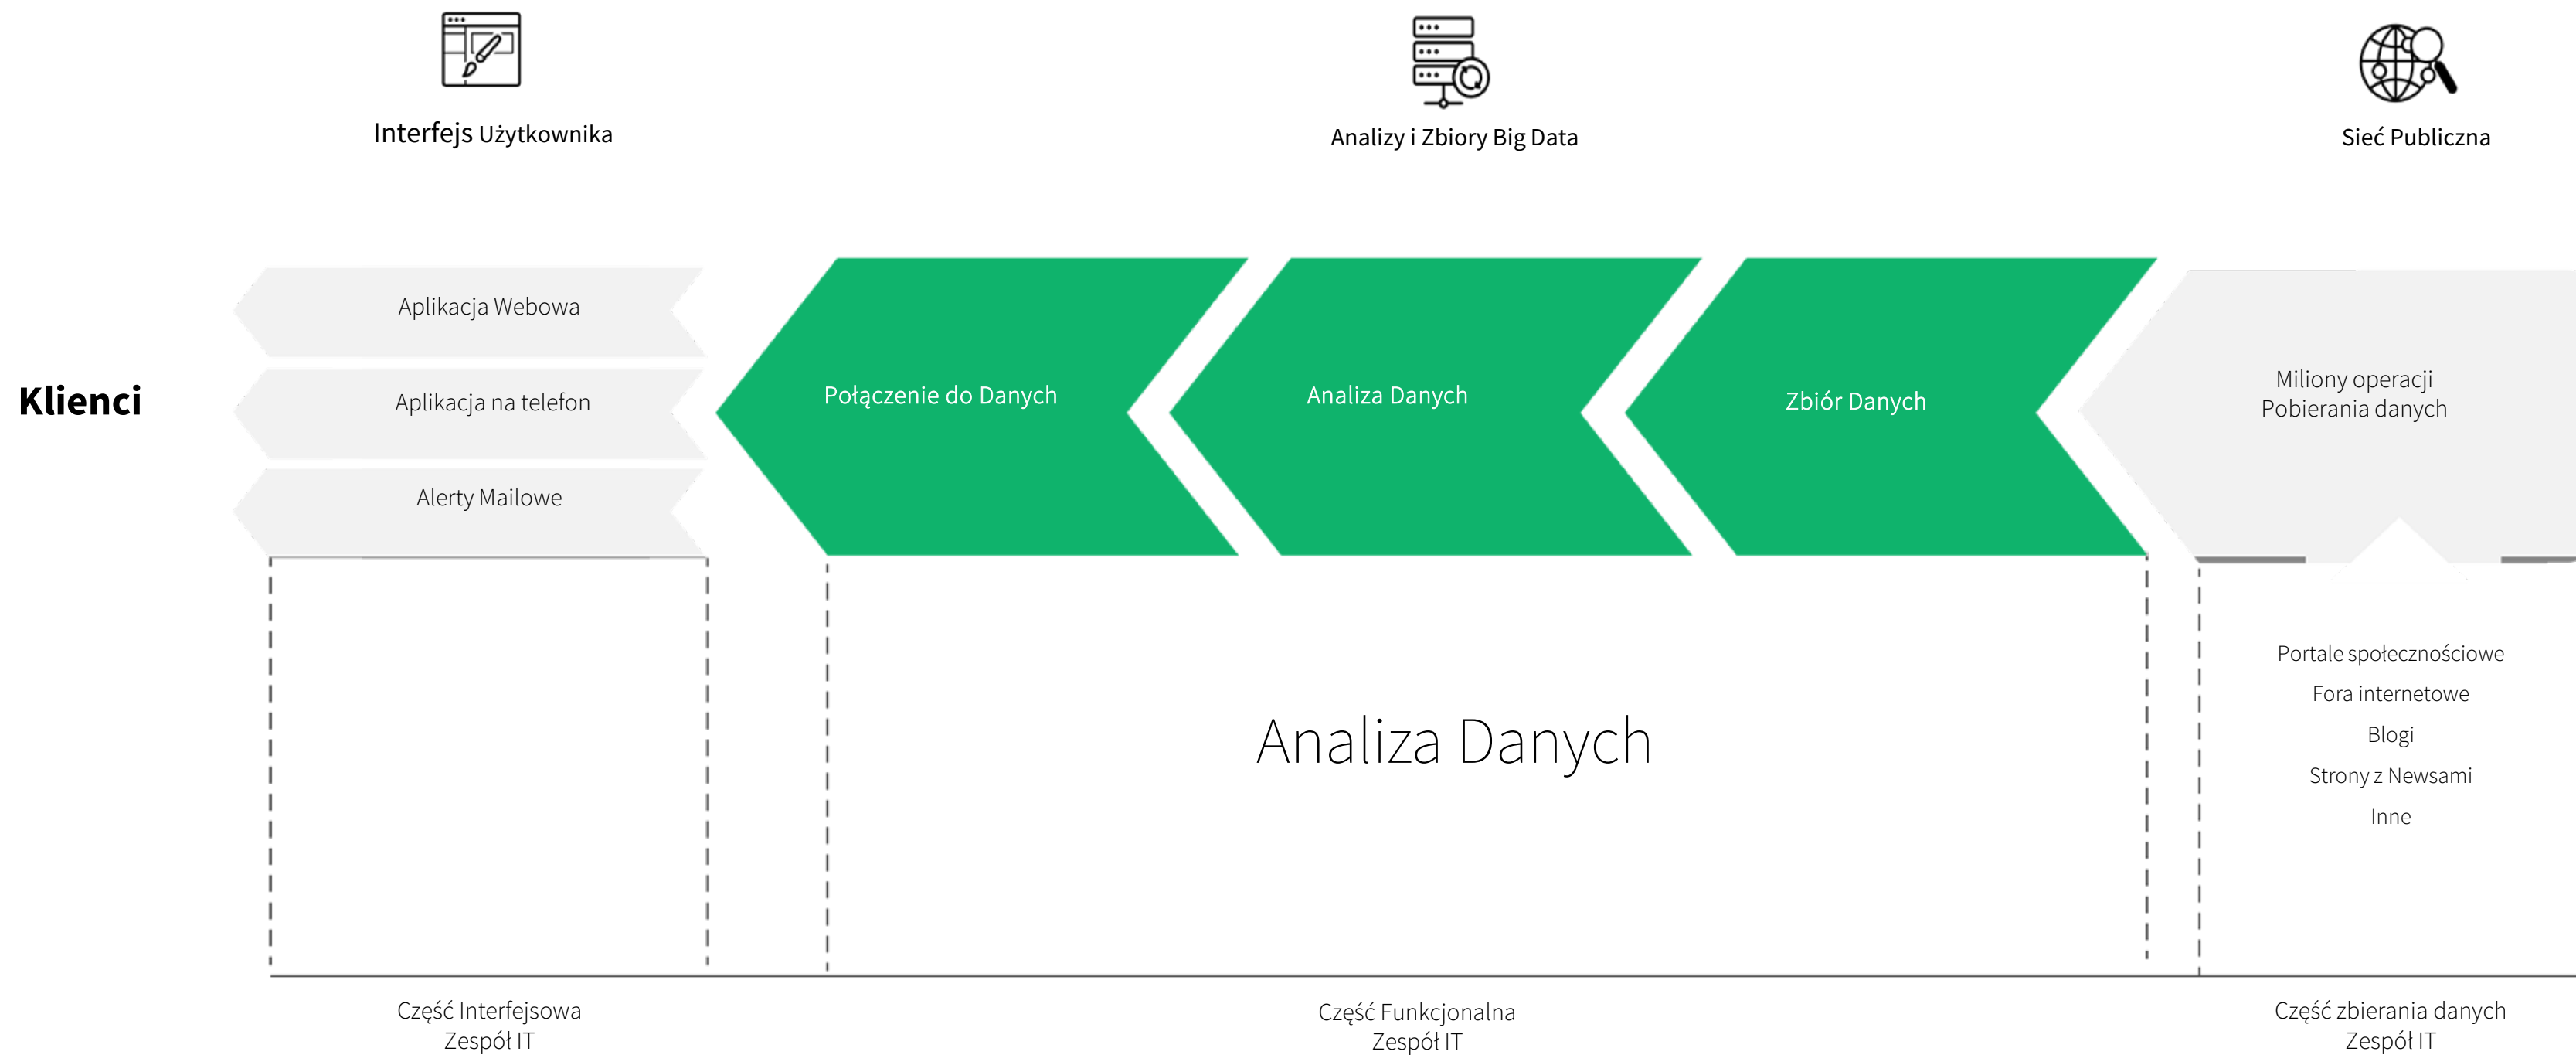 Interfejs Użytkownika
Analizy i Zbiory Big Data
Sieć Publiczna
Klienci
Aplikacja Webowa
Aplikacja na telefon
Alerty Mailowe
Połączenie do Danych
Analiza Danych
Zbiór Danych
Miliony operacji
Pobierania danych
Analiza Danych
Portale społecznościowe
Fora internetowe
Blogi
Strony z Newsami
Inne
Część Interfejsowa
Zespół IT
Część Funkcjonalna
Zespół IT
Część zbierania danych
Zespół IT